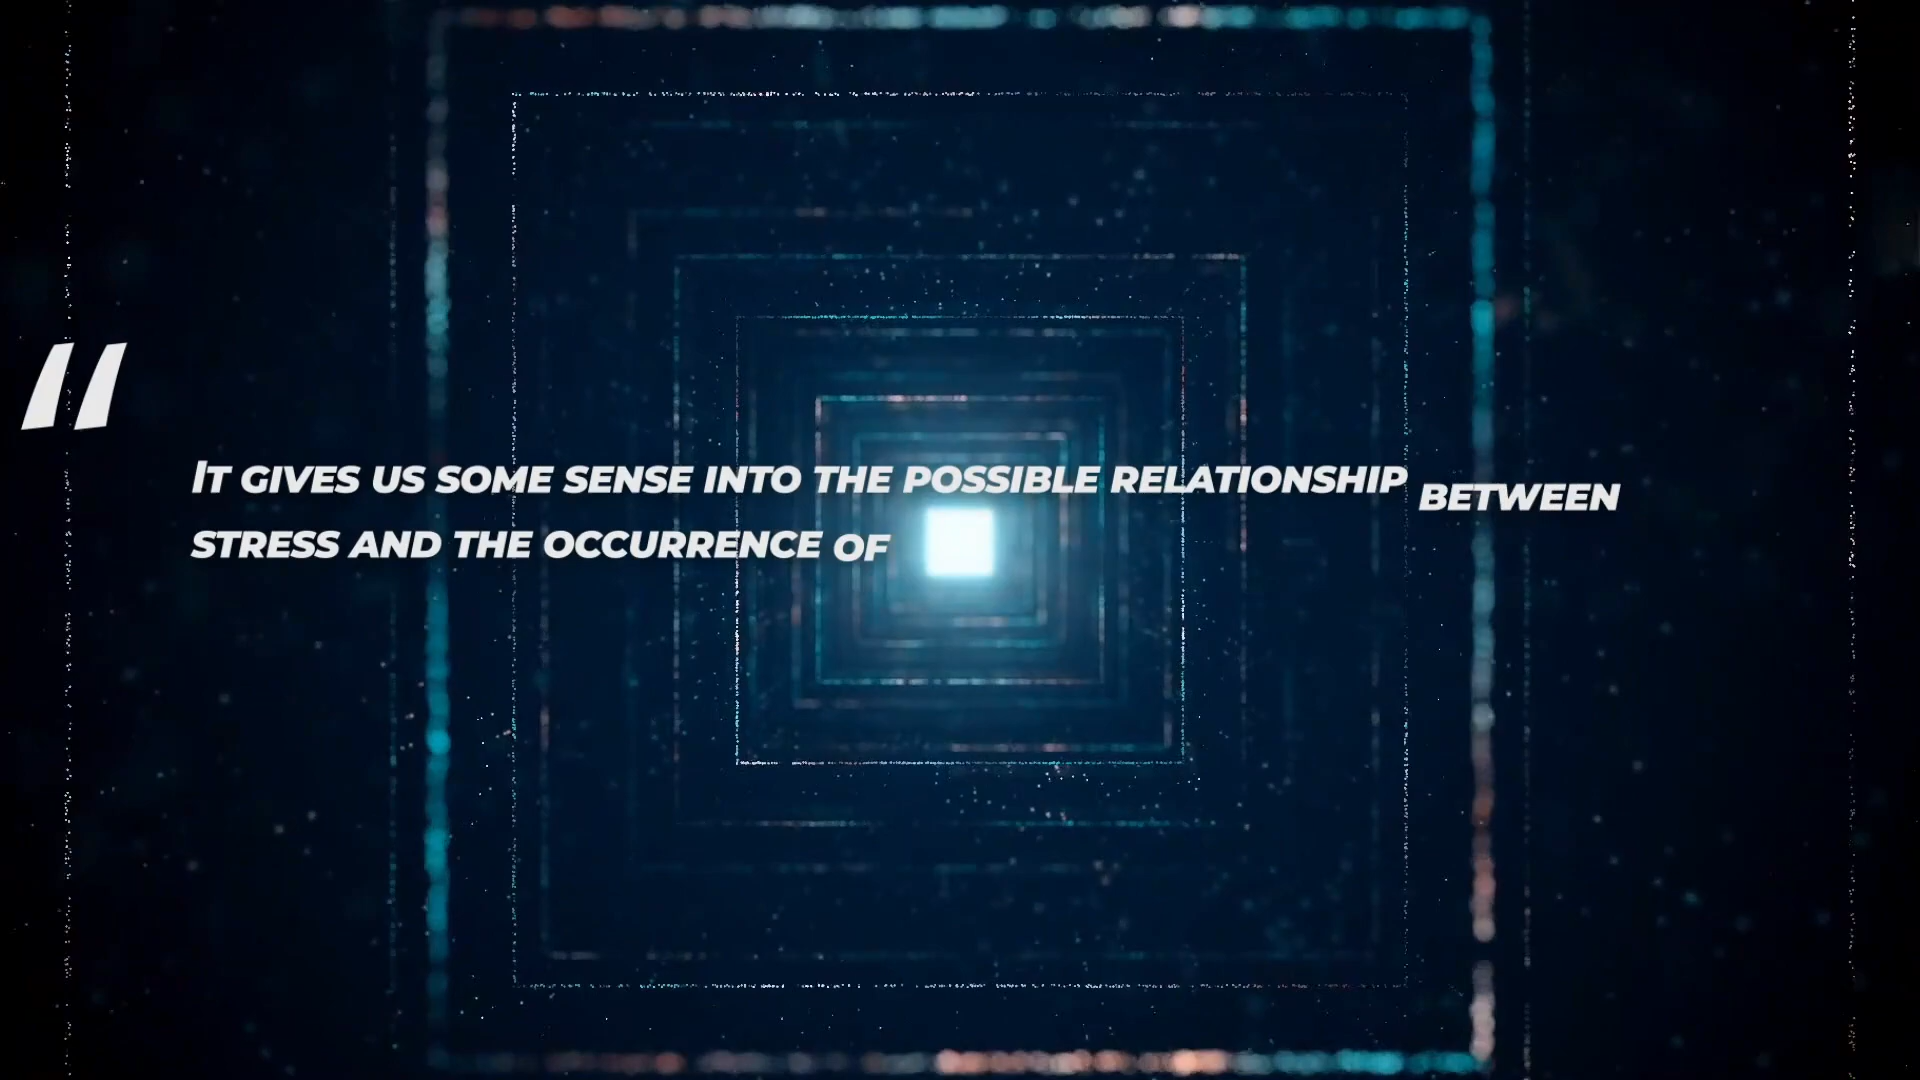 “
IT GIVES US SOME SENSE INTO THE POSSIBLE RELATIONSHIP BETWEEN
STRESS AND THE OCCURRENCE OF